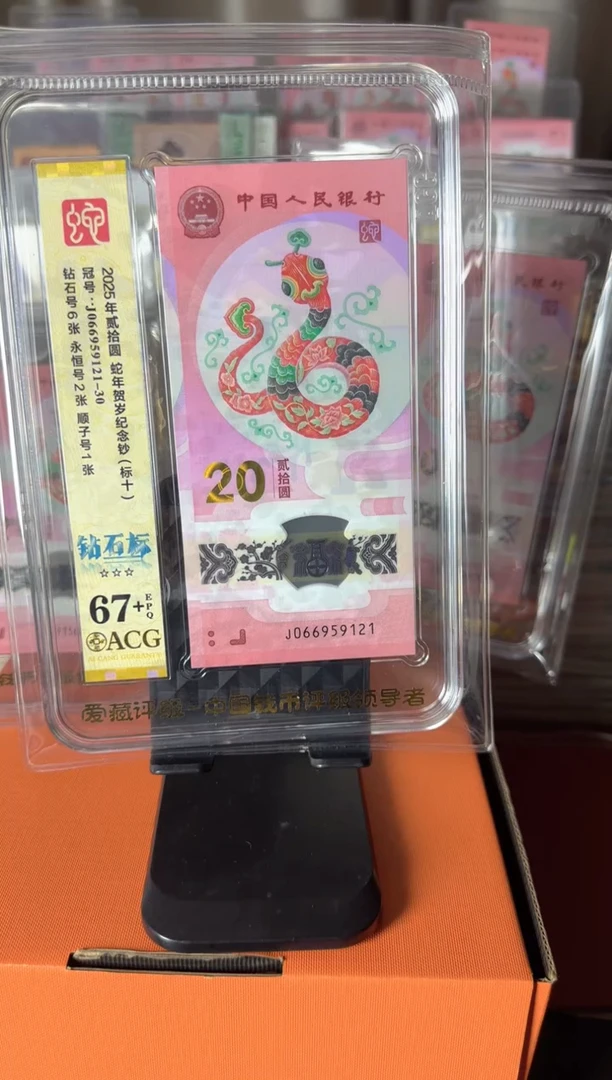 蛇
2025年贰拾圆 蛇年贺岁纪念钞（标十）
冠号：J066959121-30
钻石号6张 永恒号2张 顺子号1张
钻石标
☆☆☆
67+EPQ
ACG
中国人民银行
20
贰拾圆
J066959121
爱藏评级-中国钱币评级领导者